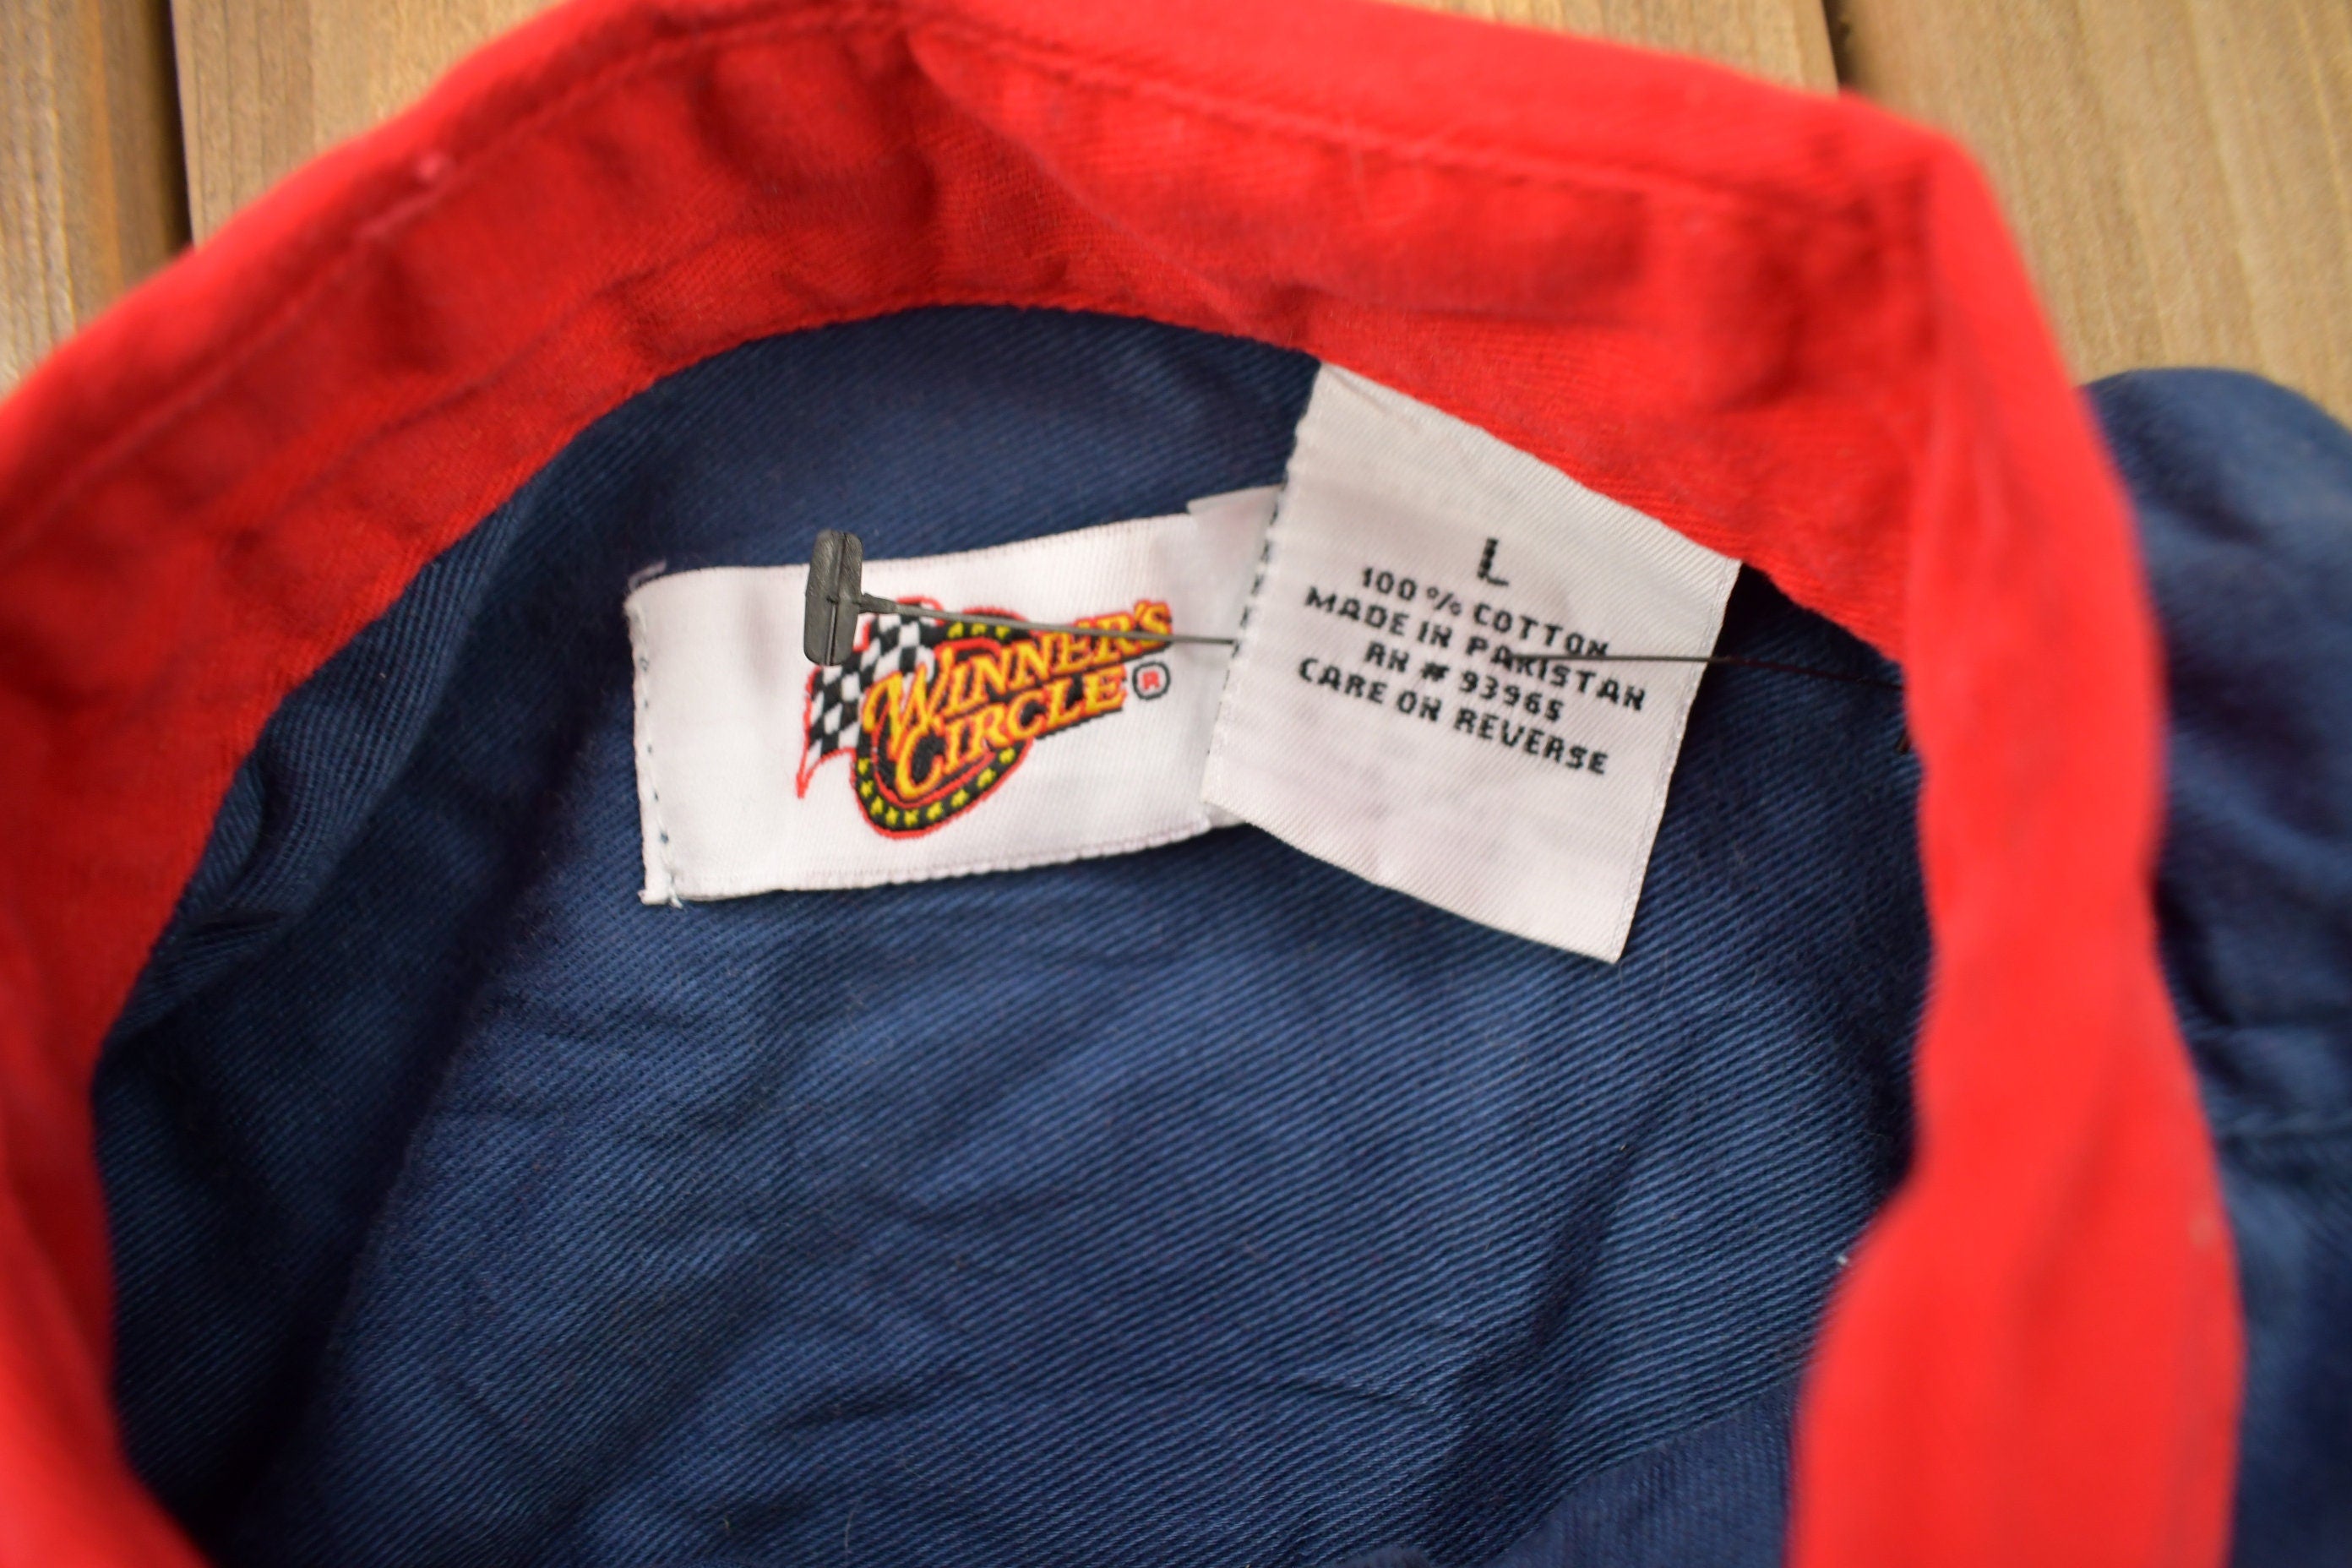 WINNER'S
CIRCLE ®
L
100% COTTON
MADE IN PAKISTAN
RN # 93965
CARE ON REVERSE